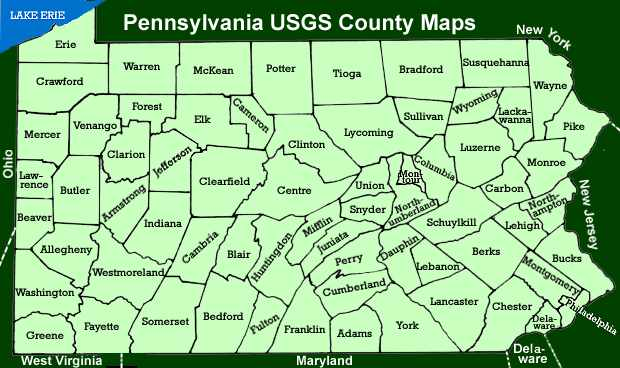 LAKE ERIE
Pennsylvania USGS County Maps
New York
Erie
Crawford
Warren
McKean
Potter
Tioga
Bradford
Susquehanna
Wayne
Forest
Elk
Cameron
Sullivan
Wyoming
Lacka-
wanna
Pike
Mercer
Venango
Clarion
Jefferson
Clinton
Lycoming
Columbia
Luzerne
Monroe
Ohio
Law-
rence
Butler
Armstrong
Clearfield
Centre
Union
Mon-
tour
Carbon
New Jersey
Beaver
Indiana
Snyder
North-
umberland
Schuylkill
North-
ampton
Lehigh
Allegheny
Cambria
Blair
Huntingdon
Mifflin
Juniata
Perry
Dauphin
Lebanon
Berks
Bucks
Montgomery
Westmoreland
Washington
Cumberland
Lancaster
Chester
Philadelphia
Greene
Fayette
Somerset
Bedford
Fulton
Franklin
Adams
York
Dela-
ware
West Virginia
Maryland
Dela-
ware